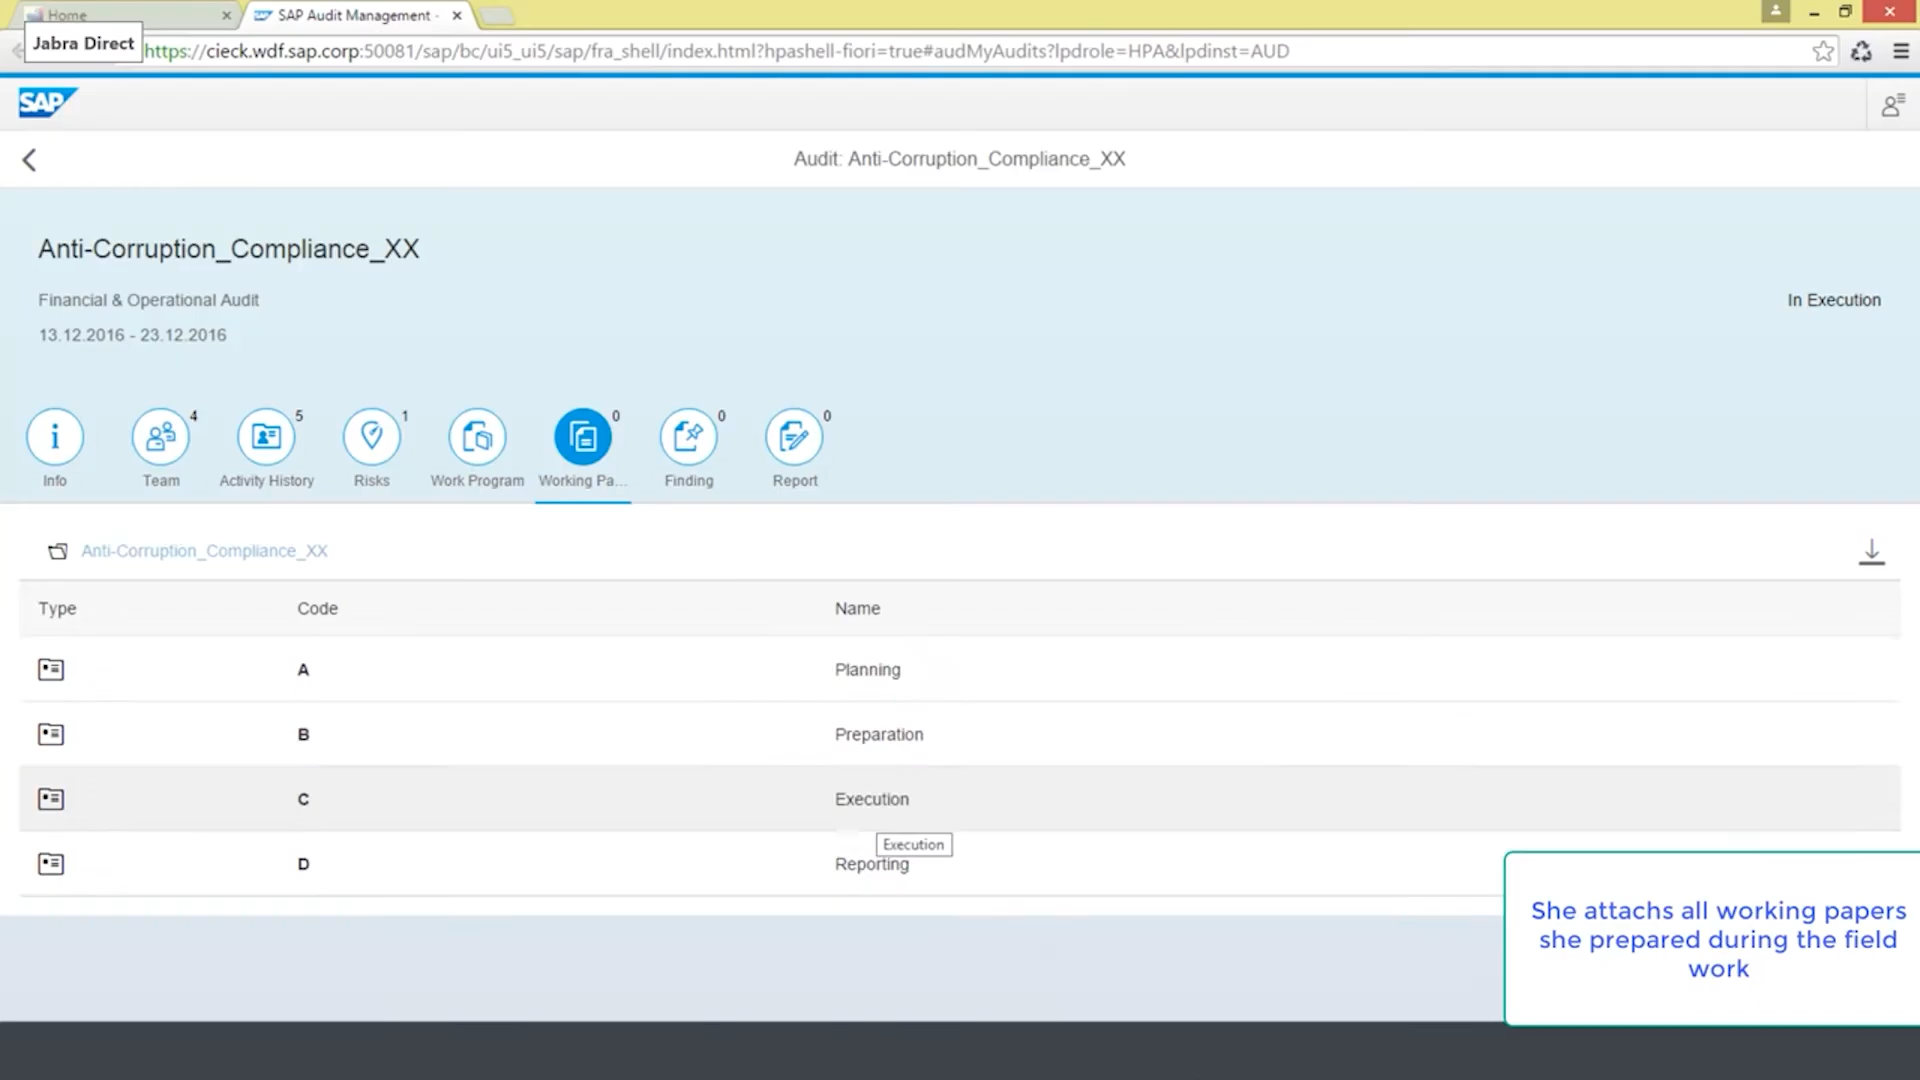 Home
SAP Audit Management -
Jabra Direct
https://cieck.wdf.sap.corp:50081/sap/bc/ui5_ui5/sap/fra_shell/index.html?hpashell-fiori=true#audMyAudits?lpdrole=HPA&lpdinst=AUD
SAP
Audit: Anti-Corruption_Compliance_XX
Anti-Corruption_Compliance_XX
Financial & Operational Audit
In Execution
13.12.2016 - 23.12.2016
4 5 1 0 0 0
Info Team Activity History Risks Work Program Working Pa... Finding Report
Anti-Corruption_Compliance_XX
Type Code Name
A Planning
B Preparation
C Execution
Execution
D Reporting
She attachs all working papers
she prepared during the field
work